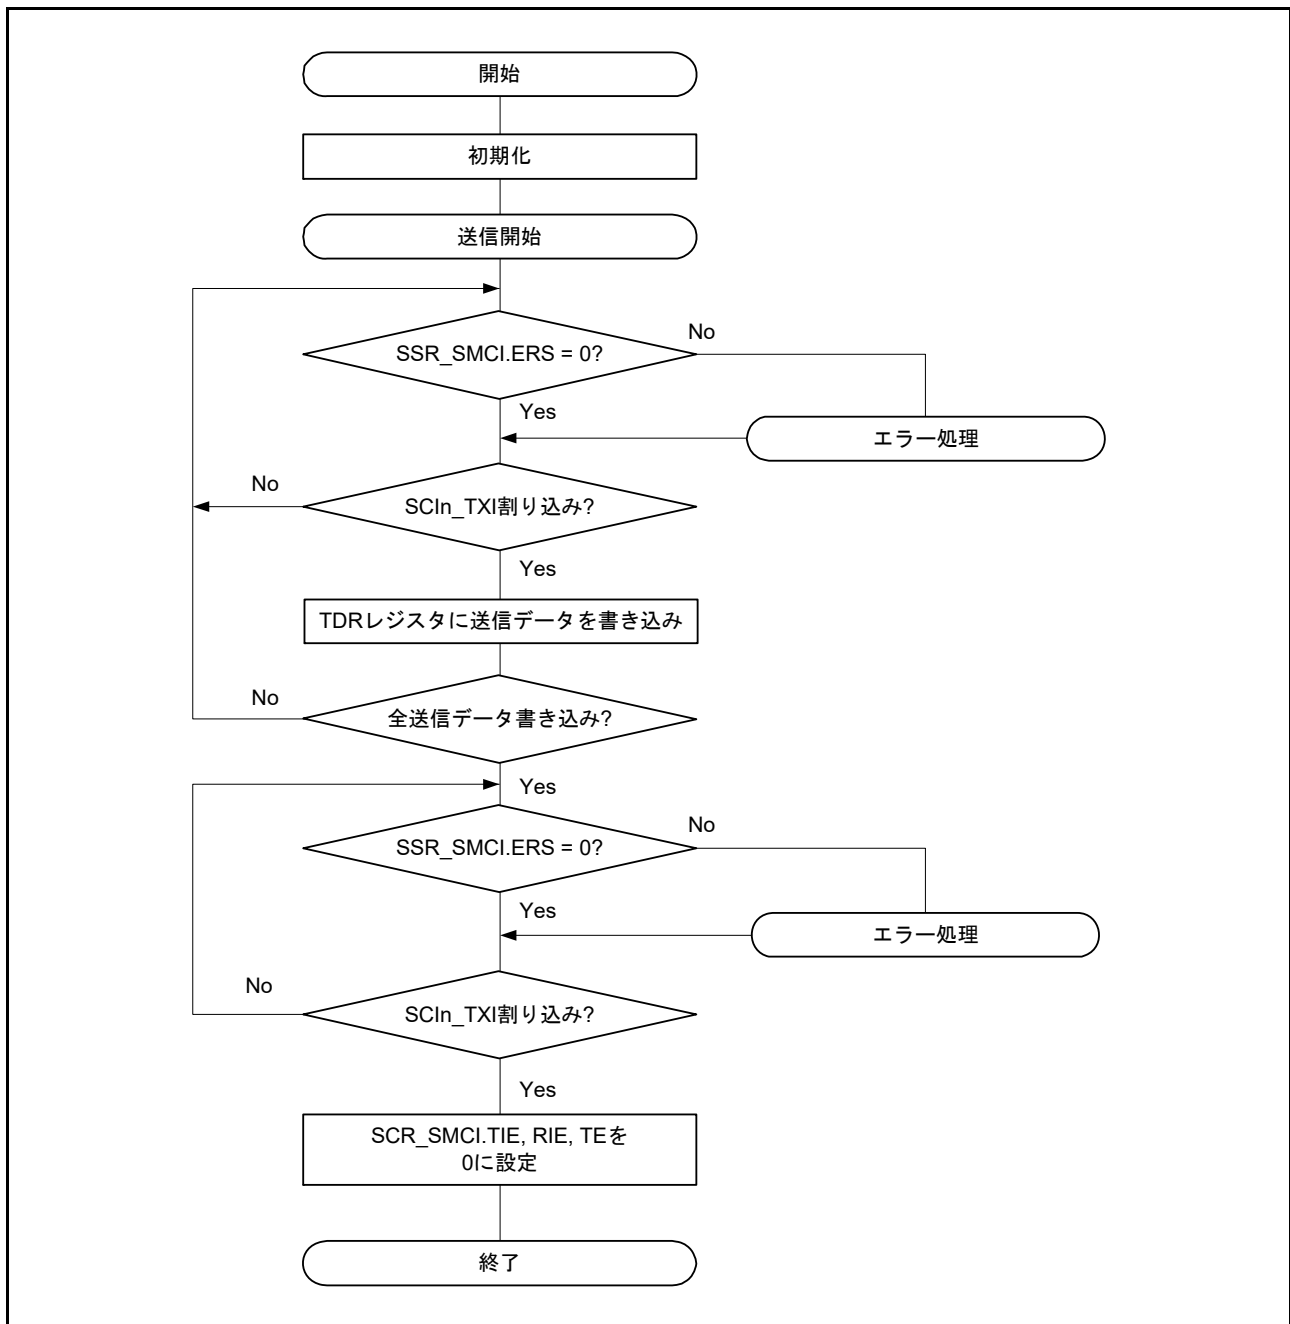 開始
初期化
送信開始
SSR_SMCI.ERS = 0?
No
Yes
エラー処理
SCIn_TXI割り込み?
No
Yes
TDRレジスタに送信データを書き込み
全送信データ書き込み?
No
Yes
SSR_SMCI.ERS = 0?
No
Yes
エラー処理
SCIn_TXI割り込み?
No
Yes
SCR_SMCI.TIE, RIE, TEを
0に設定
終了